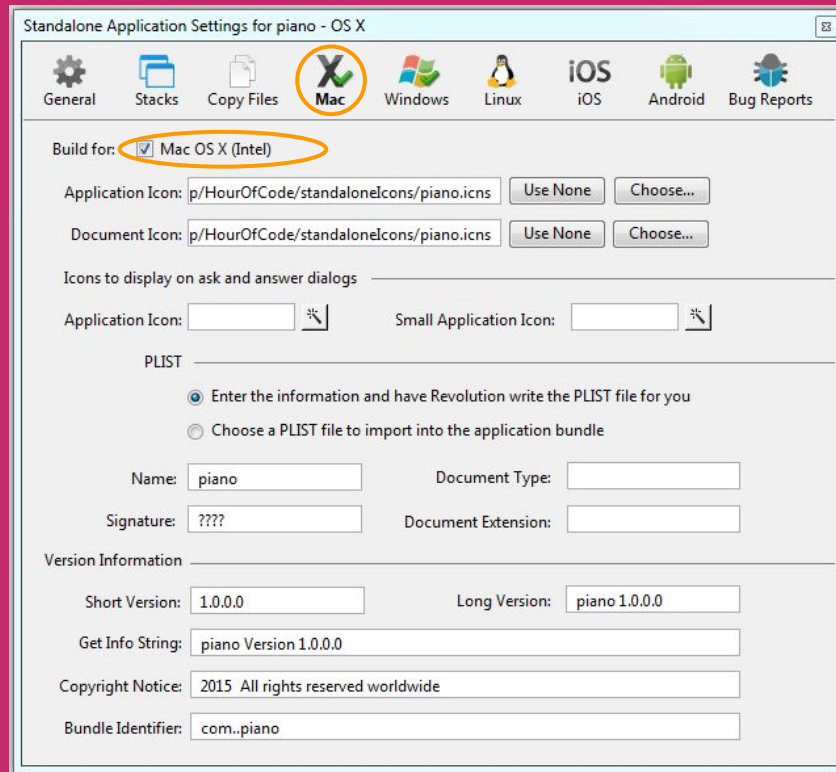 Standalone Application Settings for piano - OS X
General Stacks Copy Files Mac Windows Linux iOS iOS Android Bug Reports
Build for: Mac OS X (Intel)
Application Icon: p/HourOfCode/standaloneIcons/piano.icns Use None Choose...
Document Icon: p/HourOfCode/standaloneIcons/piano.icns Use None Choose...
Icons to display on ask and answer dialogs
Application Icon: Small Application Icon:
PLIST
Enter the information and have Revolution write the PLIST file for you
Choose a PLIST file to import into the application bundle
Name: piano Document Type:
Signature: ???? Document Extension:
Version Information
Short Version: 1.0.0.0 Long Version: piano 1.0.0.0
Get Info String: piano Version 1.0.0.0
Copyright Notice: 2015  All rights reserved worldwide
Bundle Identifier: com..piano